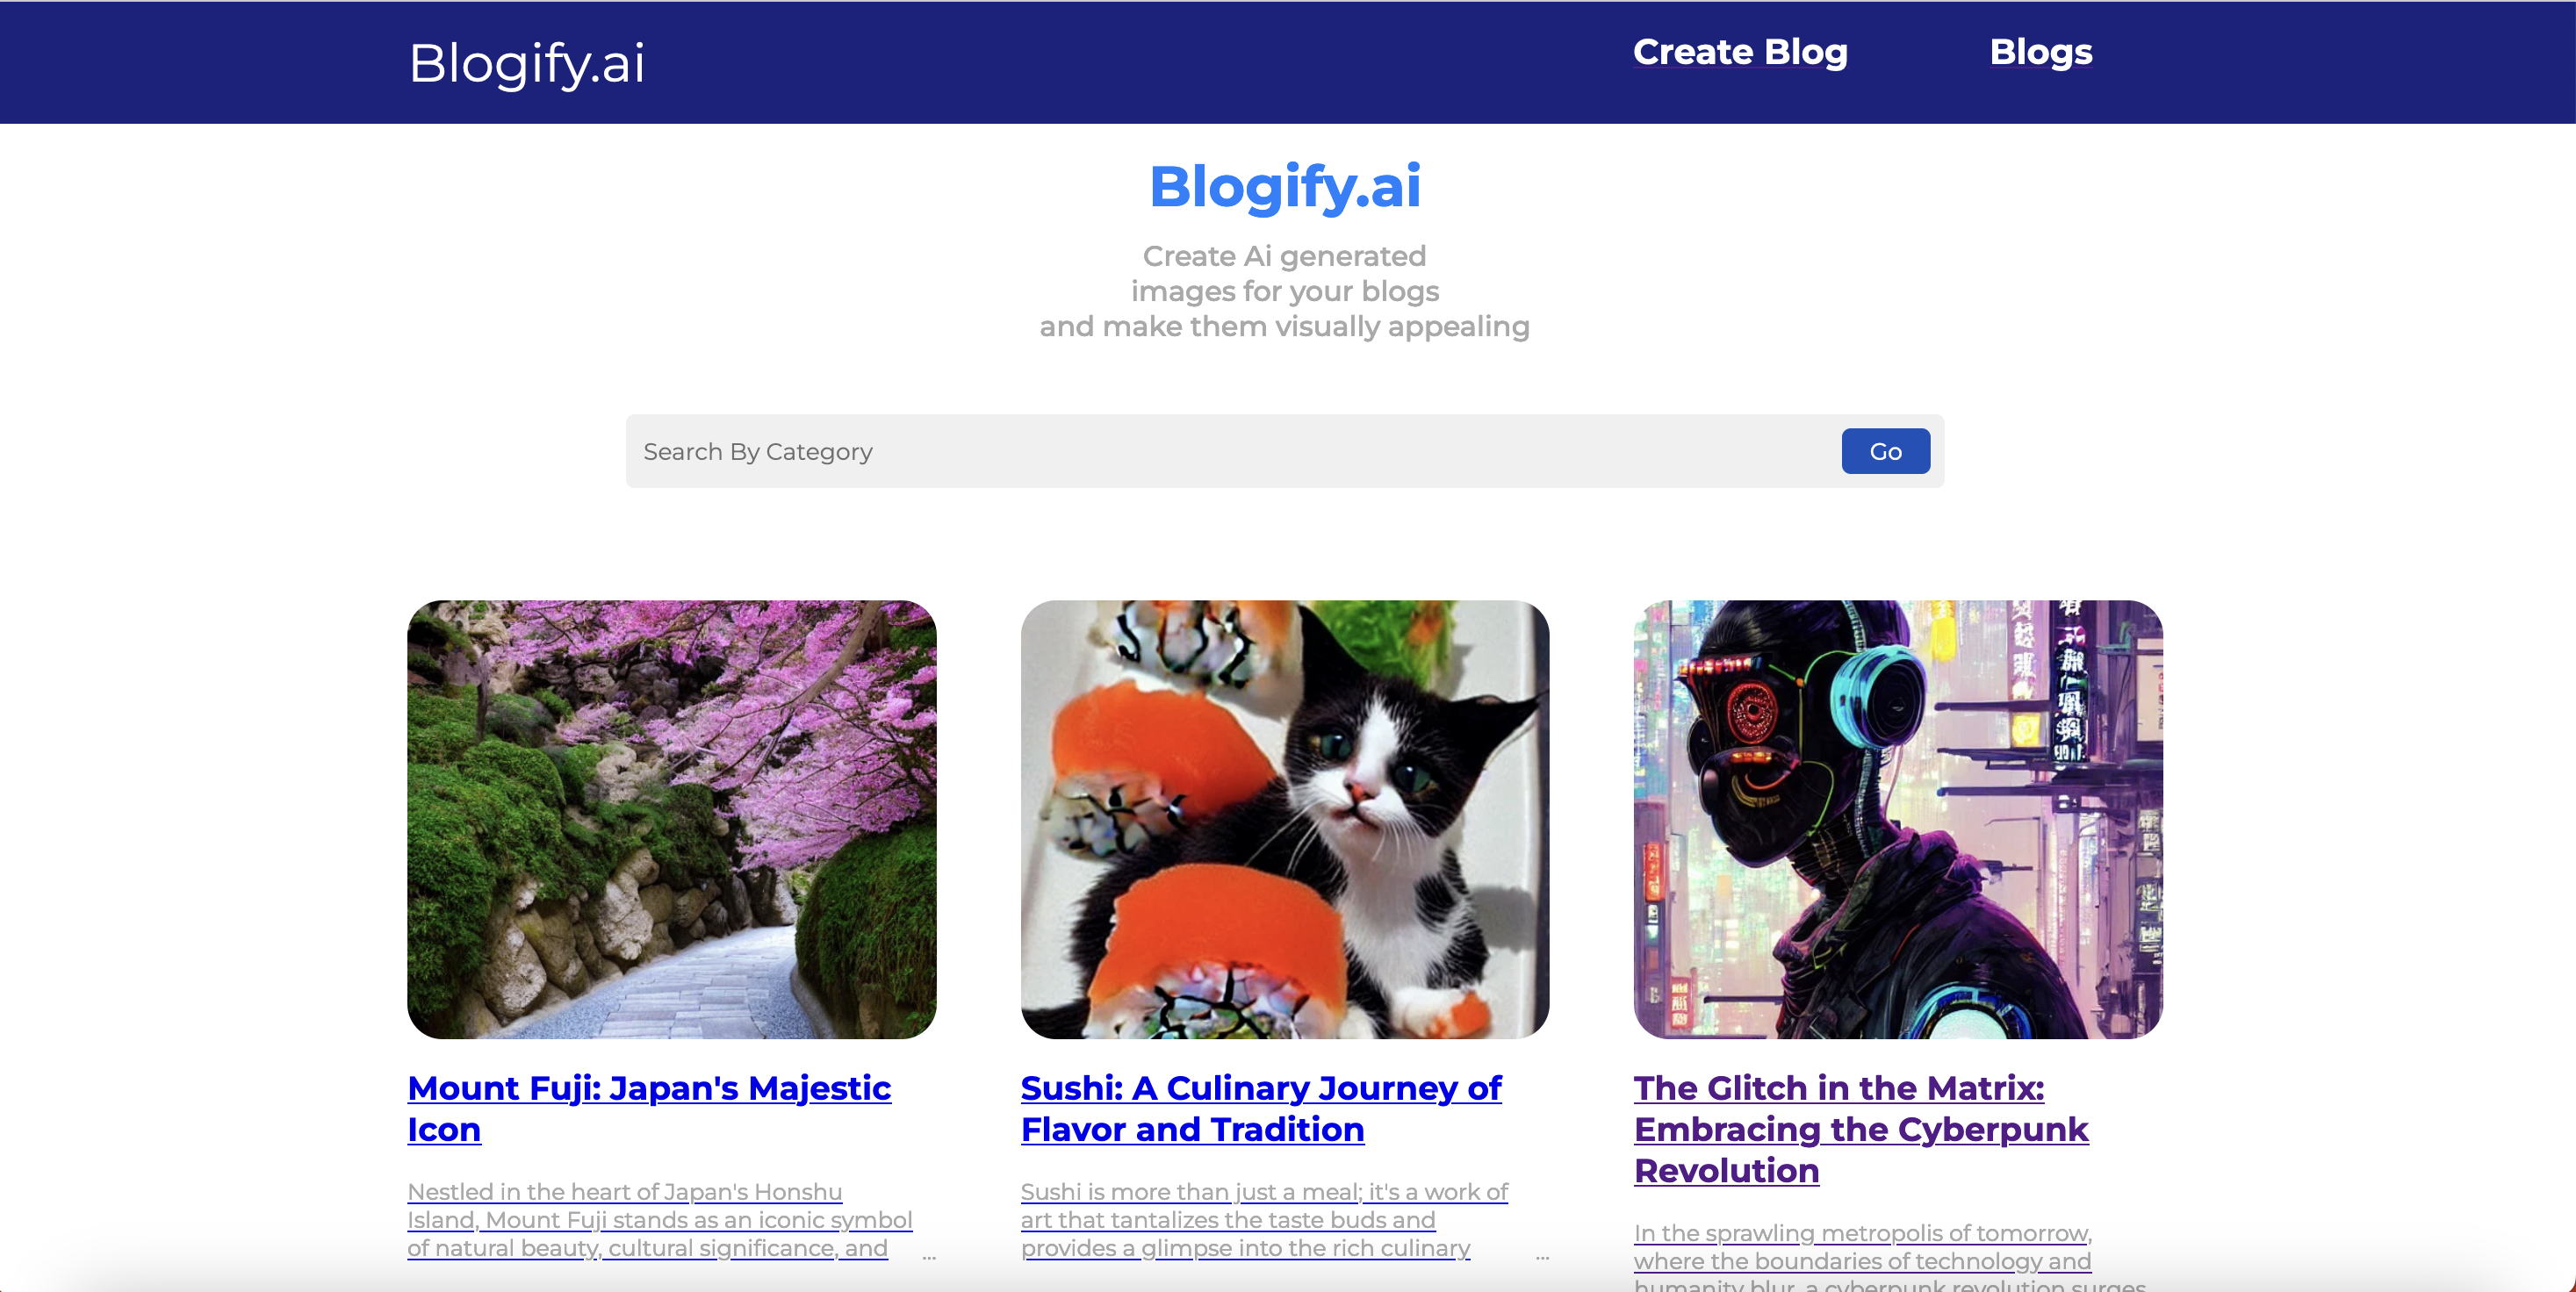 Blogify.ai
Create Blog
Blogs
Blogify.ai
Create Ai generated
images for your blogs
and make them visually appealing
Search By Category
Go
Mount Fuji: Japan's Majestic
Icon
Nestled in the heart of Japan's Honshu
Island, Mount Fuji stands as an iconic symbol
of natural beauty, cultural significance, and ...
Sushi: A Culinary Journey of
Flavor and Tradition
Sushi is more than just a meal; it's a work of
art that tantalizes the taste buds and
provides a glimpse into the rich culinary ...
The Glitch in the Matrix:
Embracing the Cyberpunk
Revolution
In the sprawling metropolis of tomorrow,
where the boundaries of technology and
humanity blur, a cyberpunk revolution surges